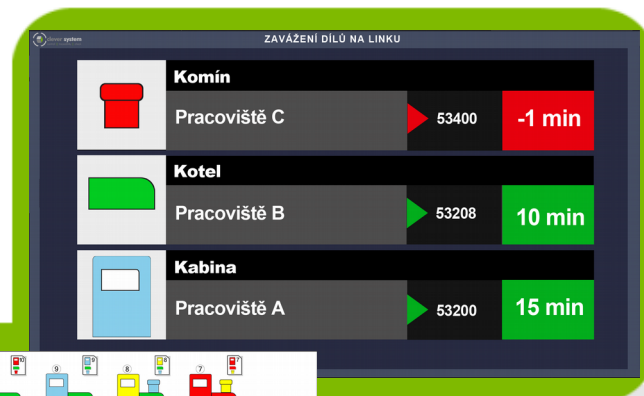 ZAVÁŽENÍ DÍLŮ NA LINKU
Komín
Pracoviště C 53400 -1 min
Kotel
Pracoviště B 53208 10 min
Kabina
Pracoviště A 53200 15 min
9 8 7